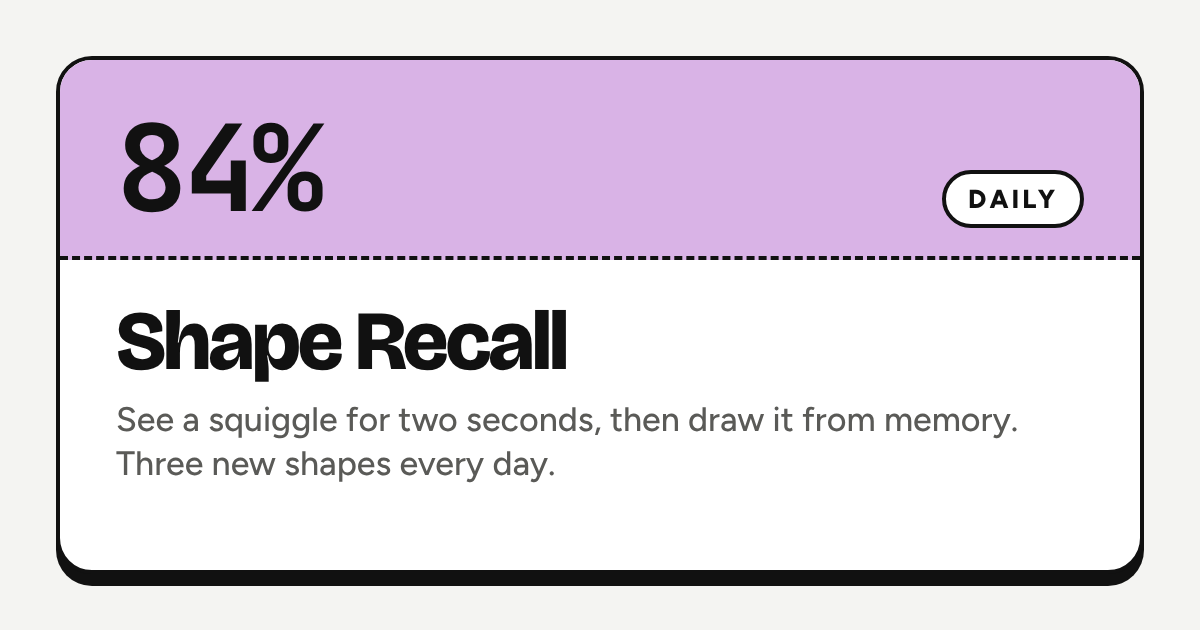 84%
DAILY
Shape Recall
See a squiggle for two seconds, then draw it from memory.
Three new shapes every day.